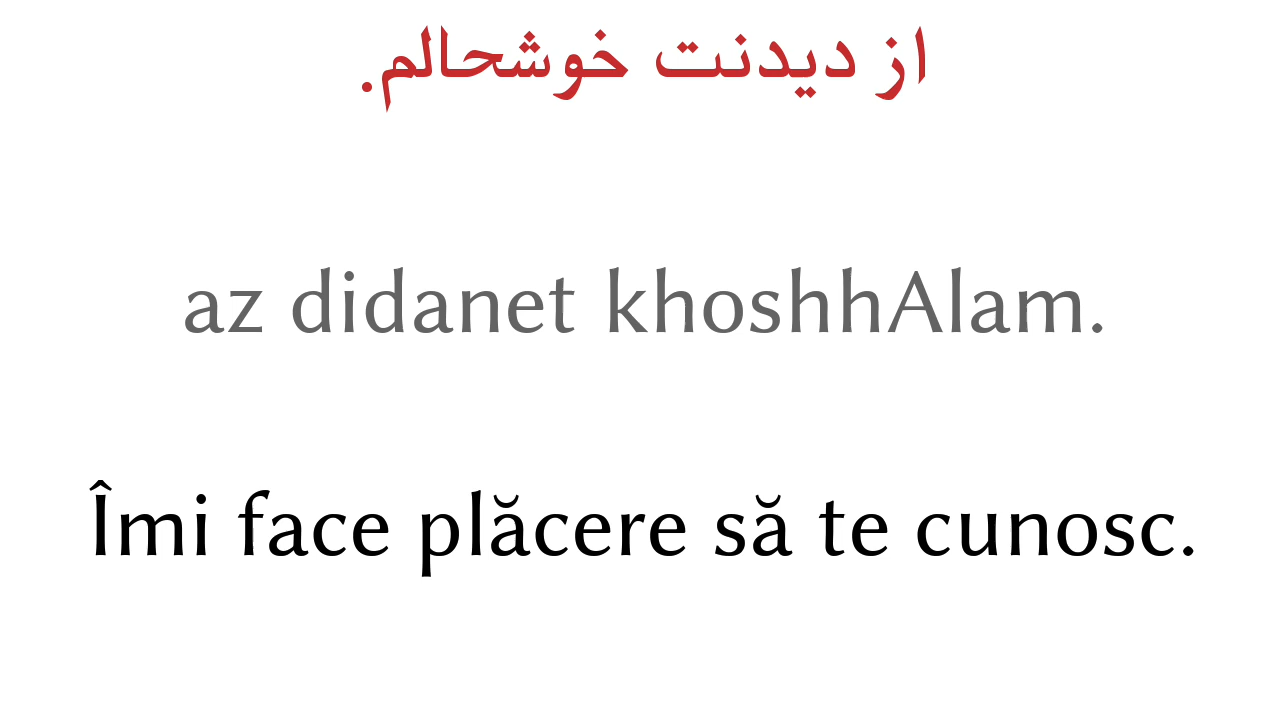 از دیدنت خوشحالم.
az didanet khoshhAlam.
Îmi face plăcere să te cunosc.